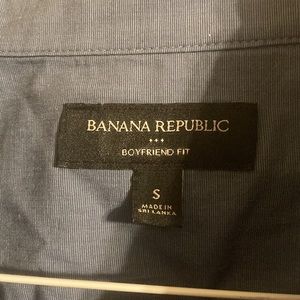 BANANA REPUBLIC
BOYFRIEND FIT
S
MADE IN
SRI LANKA